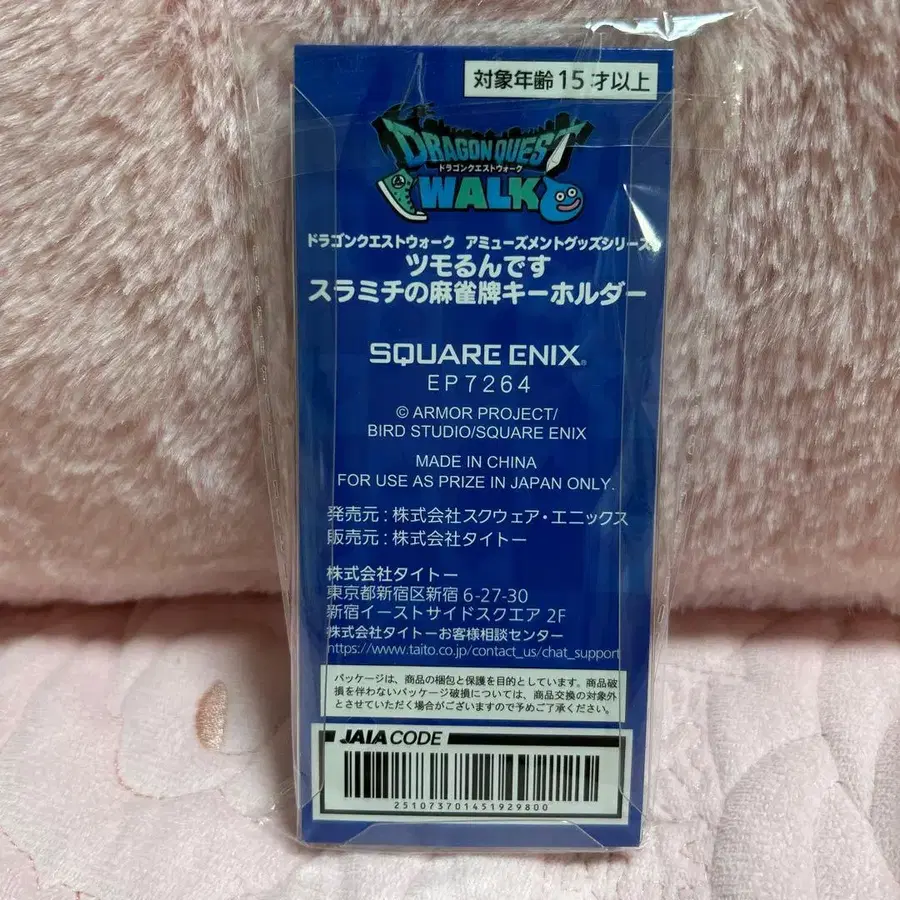 対象年齢15才以上
DRAGON QUEST
ドラゴンクエストウォーク
WALK
ドラゴンクエストウォーク アミューズメントグッズシリーズ
ツモるんです
スラミチの麻雀牌キーホルダー
SQUARE ENIX®
EP7264
© ARMOR PROJECT/
BIRD STUDIO/SQUARE ENIX
MADE IN CHINA
FOR USE AS PRIZE IN JAPAN ONLY.
発売元:株式会社スクウェア・エニックス
販売元:株式会社タイトー
株式会社タイトー
東京都新宿区新宿 6-27-30
新宿イーストサイドスクエア 2F
株式会社タイトーお客様相談センター
https://www.taito.co.jp/contact_us/chat_support
パッケージは、商品の梱包と保護を目的としています。商品破
損を伴わないパッケージ破損については、商品交換の対象外
とさせていただく場合がございますので予めご了承ください。
JAIA CODE
251073701451929800